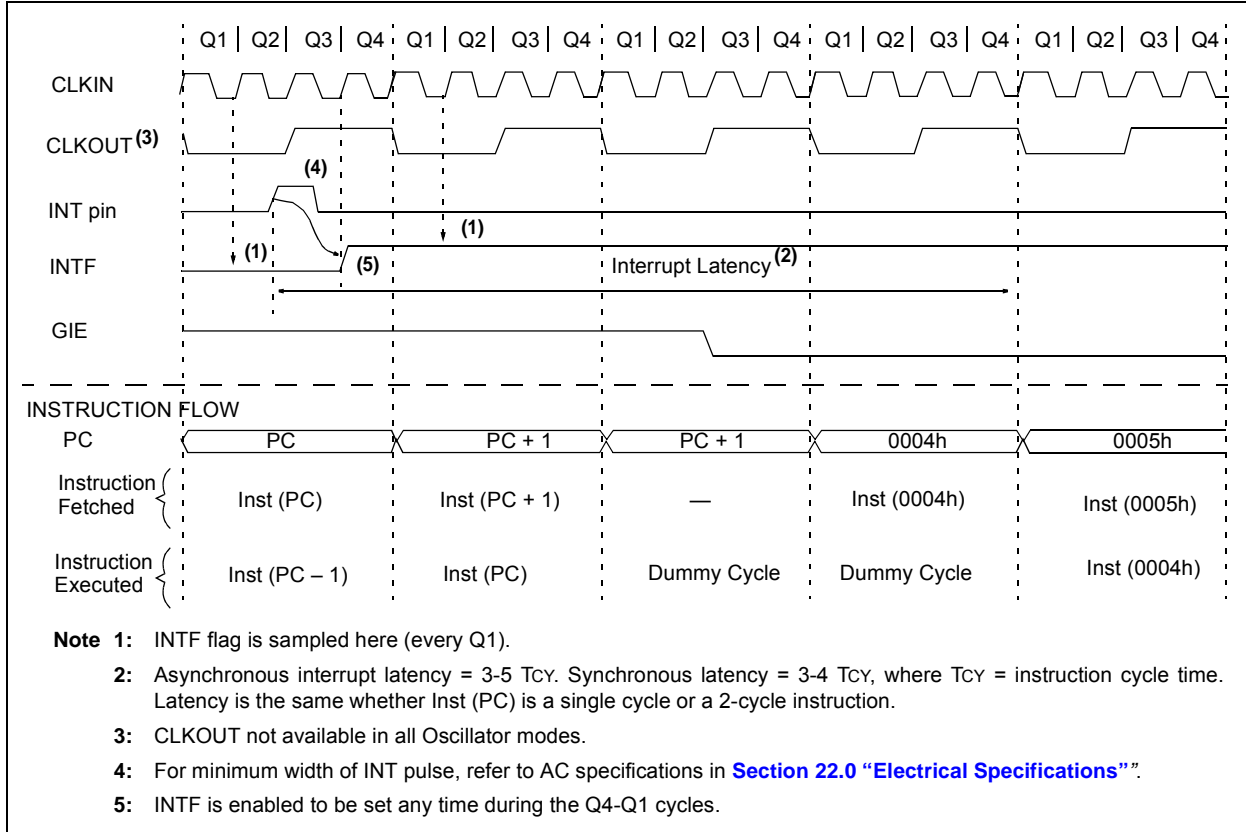 Q1 Q2 Q3 Q4 Q1 Q2 Q3 Q4 Q1 Q2 Q3 Q4 Q1 Q2 Q3 Q4 Q1 Q2 Q3 Q4
CLKIN
CLKOUT (3)
(4)
INT pin
(1)
(1)
INTF
(5)
Interrupt Latency (2)
GIE
INSTRUCTION FLOW
PC PC PC + 1 PC + 1 0004h 0005h
Instruction
Fetched
Inst (PC) Inst (PC + 1) — Inst (0004h) Inst (0005h)
Instruction
Executed
Inst (PC – 1) Inst (PC) Dummy Cycle Dummy Cycle Inst (0004h)
Note 1: INTF flag is sampled here (every Q1).
2: Asynchronous interrupt latency = 3-5 TCY. Synchronous latency = 3-4 TCY, where TCY = instruction cycle time.
Latency is the same whether Inst (PC) is a single cycle or a 2-cycle instruction.
3: CLKOUT not available in all Oscillator modes.
4: For minimum width of INT pulse, refer to AC specifications in Section 22.0 “Electrical Specifications””.
5: INTF is enabled to be set any time during the Q4-Q1 cycles.